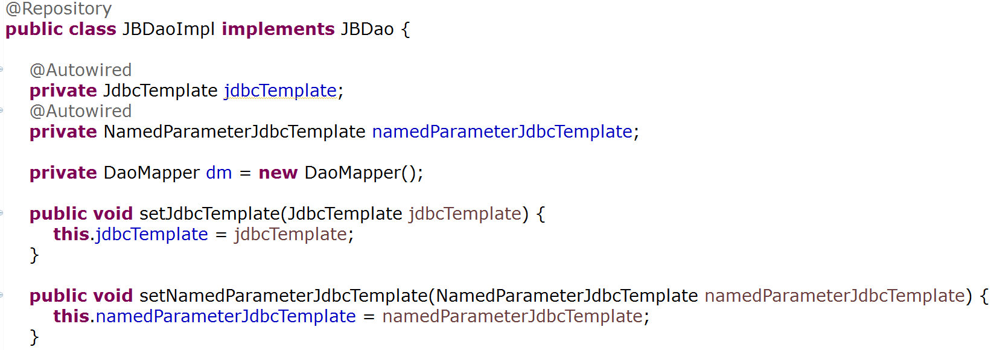 @Repository
public class JBDaoImpl implements JBDao {
@Autowired
private JdbcTemplate jdbcTemplate;
@Autowired
private NamedParameterJdbcTemplate namedParameterJdbcTemplate;
private DaoMapper dm = new DaoMapper();
public void setJdbcTemplate(JdbcTemplate jdbcTemplate) {
this.jdbcTemplate = jdbcTemplate;
}
public void setNamedParameterJdbcTemplate(NamedParameterJdbcTemplate namedParameterJdbcTemplate) {
this.namedParameterJdbcTemplate = namedParameterJdbcTemplate;
}